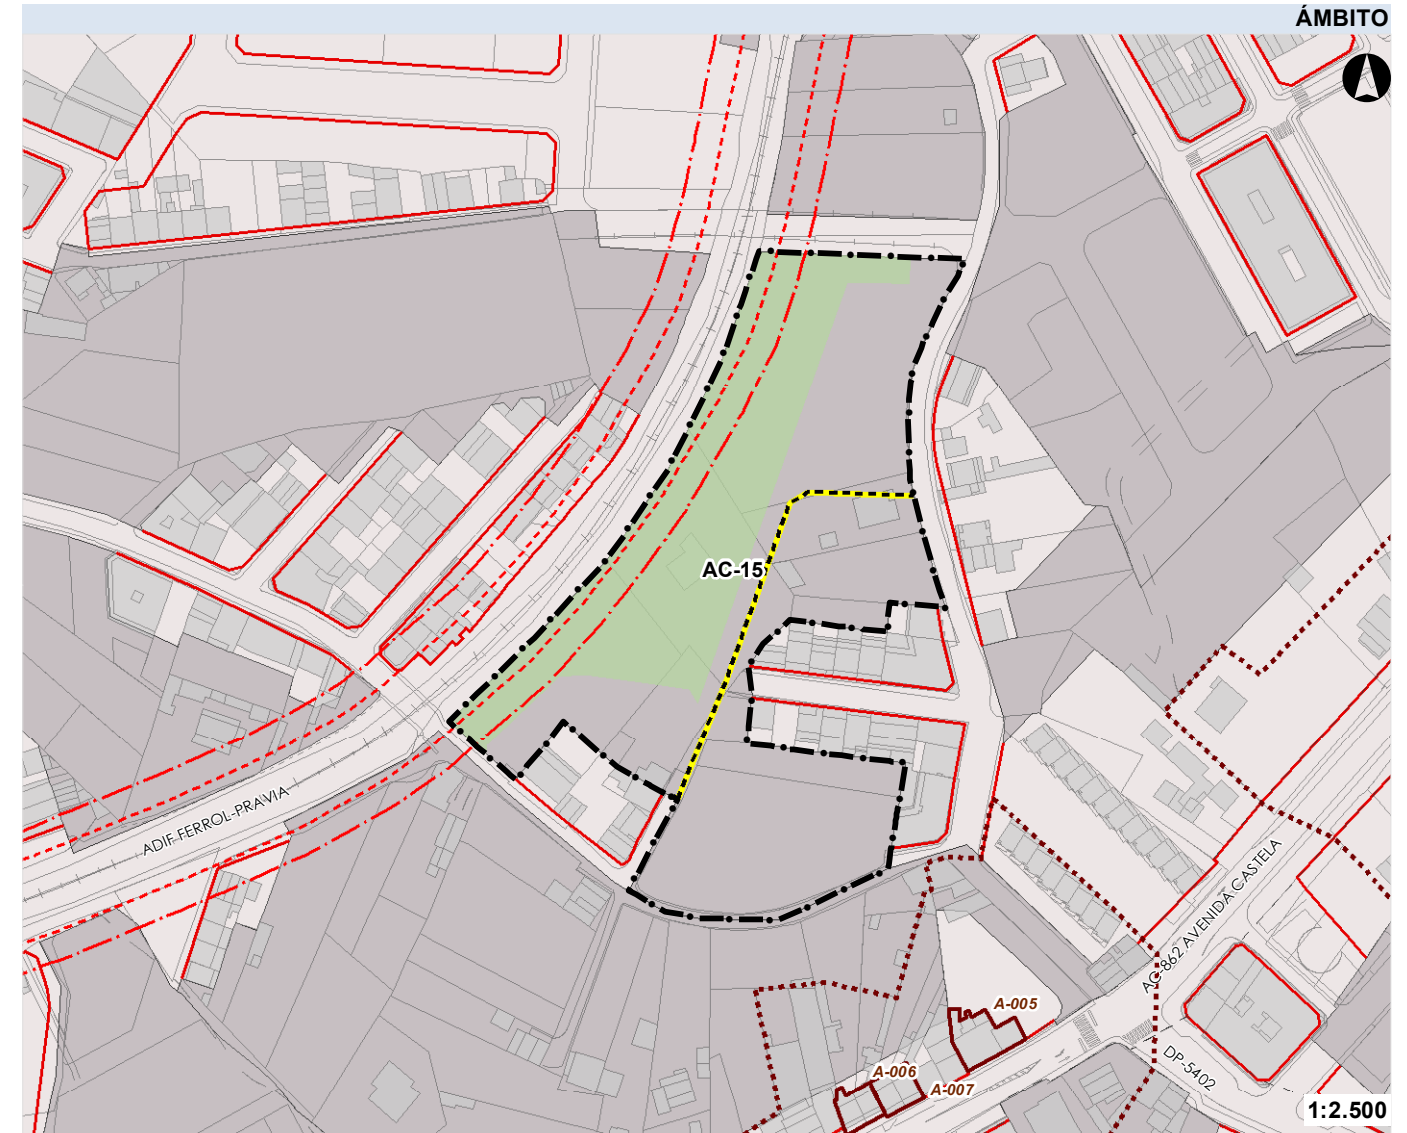 ÁMBITO
AC-15
ADIF FERROL-PRAVIA
AC-862 AVENIDA CASTELA
A-005
A-006
A-007
DP-5402
1:2.500